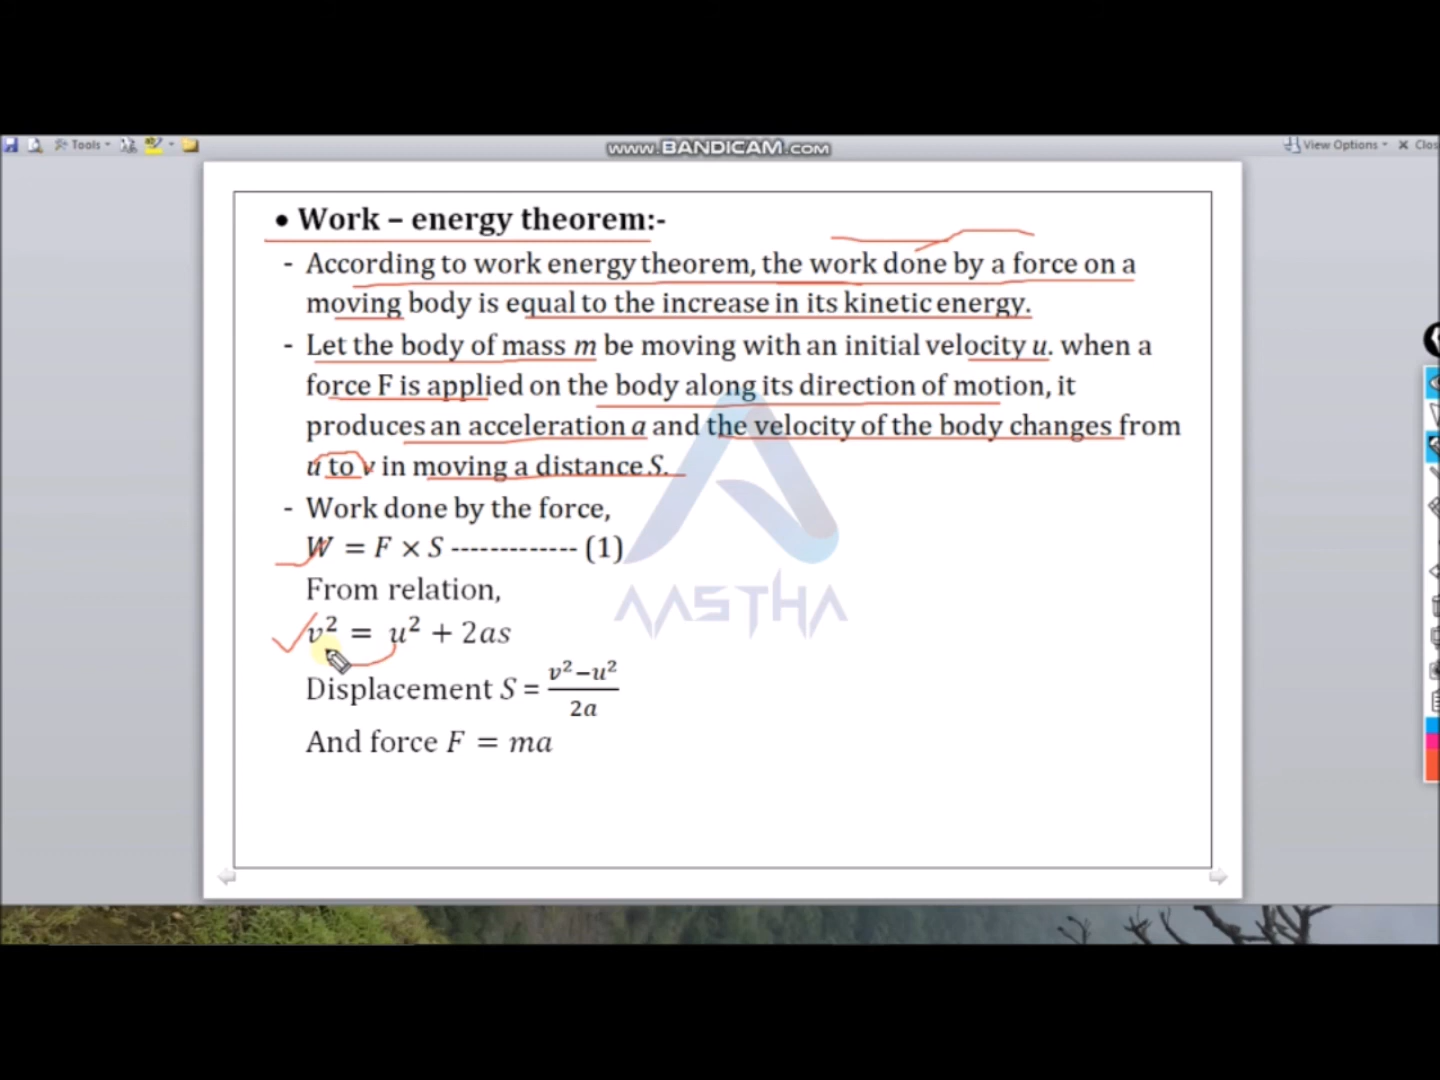 Tools
www.BANDICAM.com
View Options
Clos
• Work – energy theorem:-
- According to work energy theorem, the work done by a force on a
moving body is equal to the increase in its kinetic energy.
- Let the body of mass m be moving with an initial velocity u. when a
force F is applied on the body along its direction of motion, it
produces an acceleration a and the velocity of the body changes from
u to v in moving a distance S.
- Work done by the force,
W = F × S ------------- (1)
From relation,
v² = u² + 2as
Displacement S = v²−u² / 2a
And force F = ma
AASTHA